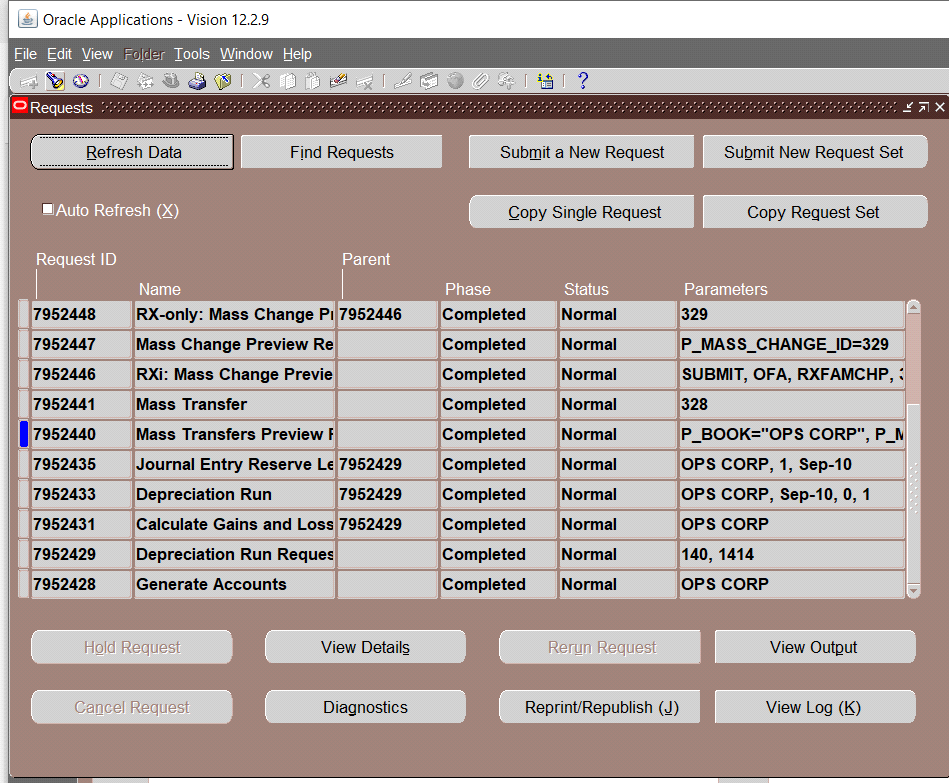 Oracle Applications - Vision 12.2.9
File Edit View Folder Tools Window Help
?
Requests
Refresh Data Find Requests Submit a New Request Submit New Request Set
Auto Refresh (X) Copy Single Request Copy Request Set
Request ID Parent
Name Phase Status Parameters
7952448 RX-only: Mass Change Pr 7952446 Completed Normal 329
7952447 Mass Change Preview Re Completed Normal P_MASS_CHANGE_ID=329
7952446 RXi: Mass Change Previe Completed Normal SUBMIT, OFA, RXFAMCHP, 3
7952441 Mass Transfer Completed Normal 328
7952440 Mass Transfers Preview R Completed Normal P_BOOK="OPS CORP", P_M
7952435 Journal Entry Reserve Le 7952429 Completed Normal OPS CORP, 1, Sep-10
7952433 Depreciation Run 7952429 Completed Normal OPS CORP, Sep-10, 0, 1
7952431 Calculate Gains and Loss 7952429 Completed Normal OPS CORP
7952429 Depreciation Run Reques Completed Normal 140, 1414
7952428 Generate Accounts Completed Normal OPS CORP
Hold Request View Details Rerun Request View Output
Cancel Request Diagnostics Reprint/Republish (J) View Log (K)